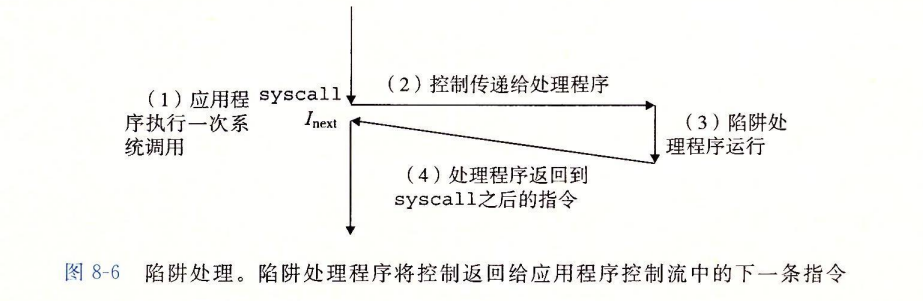 （1）应用程
序执行一次系
统调用
syscall
Inext
（2）控制传递给处理程序
（3）陷阱处
理程序运行
（4）处理程序返回到
syscall之后的指令
图 8-6 陷阱处理。陷阱处理程序将控制返回给应用程序控制流中的下一条指令